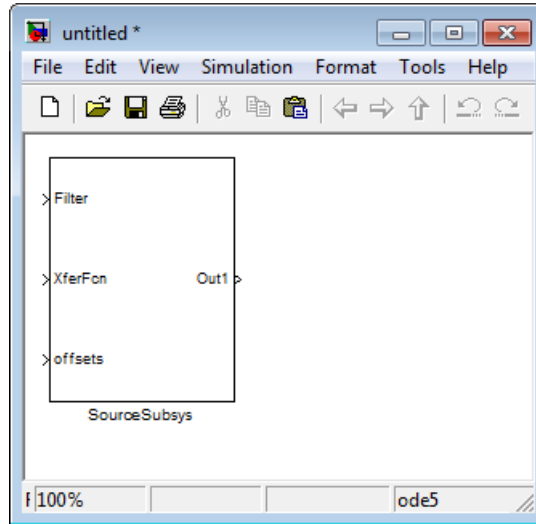 untitled *
File Edit View Simulation Format Tools Help
Filter
XferFcn Out1
offsets
SourceSubsys
100% ode5